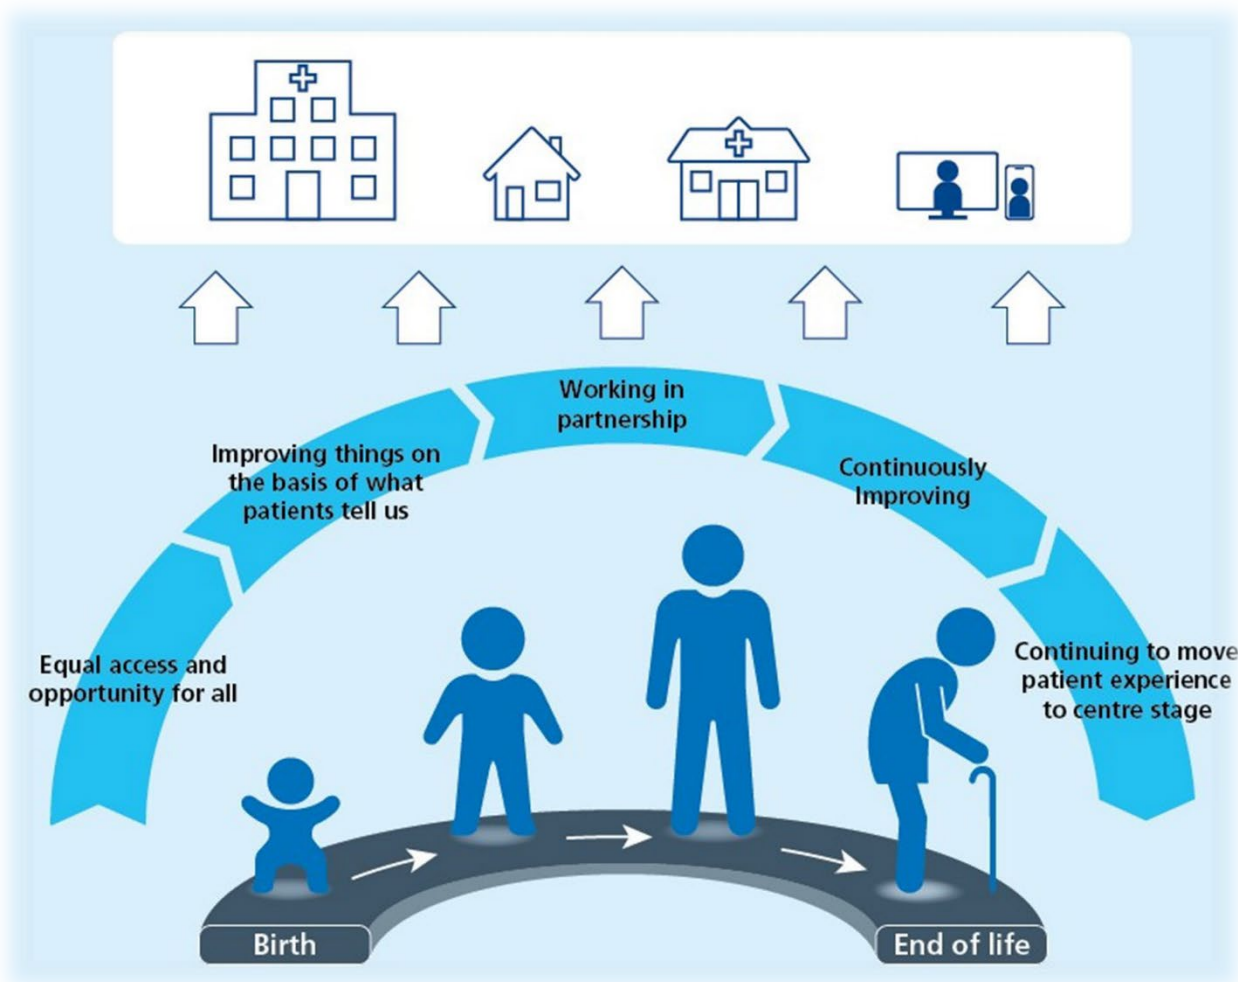 Working in
partnership
Improving things on
the basis of what
patients tell us
Continuously
Improving
Equal access and
opportunity for all
Continuing to move
patient experience
to centre stage
Birth
End of life